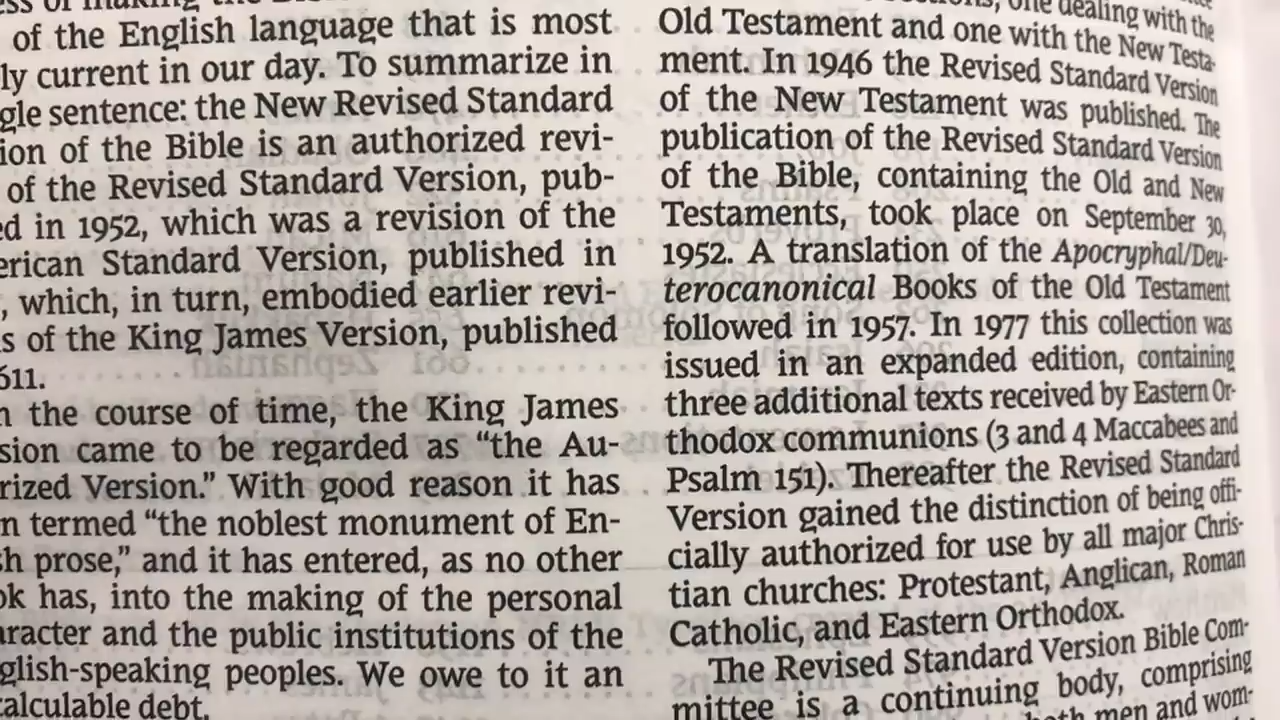 of the English language that is most
ly current in our day. To summarize in
gle sentence: the New Revised Standard
ion of the Bible is an authorized revi-
of the Revised Standard Version, pub-
ed in 1952, which was a revision of the
erican Standard Version, published in
, which, in turn, embodied earlier revi-
s of the King James Version, published
611.
n the course of time, the King James
sion came to be regarded as “the Au-
rized Version.” With good reason it has
n termed “the noblest monument of En-
h prose,” and it has entered, as no other
ok has, into the making of the personal
aracter and the public institutions of the
glish-speaking peoples. We owe to it an
alculable debt.
one dealing with the
Old Testament and one with the New Testa-
ment. In 1946 the Revised Standard Version
of the New Testament was published. The
publication of the Revised Standard Version
of the Bible, containing the Old and New
Testaments, took place on September 30,
1952. A translation of the Apocryphal/Deu-
terocanonical Books of the Old Testament
followed in 1957. In 1977 this collection was
issued in an expanded edition, containing
three additional texts received by Eastern Or-
thodox communions (3 and 4 Maccabees and
Psalm 151). Thereafter the Revised Standard
Version gained the distinction of being offi-
cially authorized for use by all major Chris-
tian churches: Protestant, Anglican, Roman
Catholic, and Eastern Orthodox.
The Revised Standard Version Bible Com-
mittee is a continuing body, comprising
both men and wom-